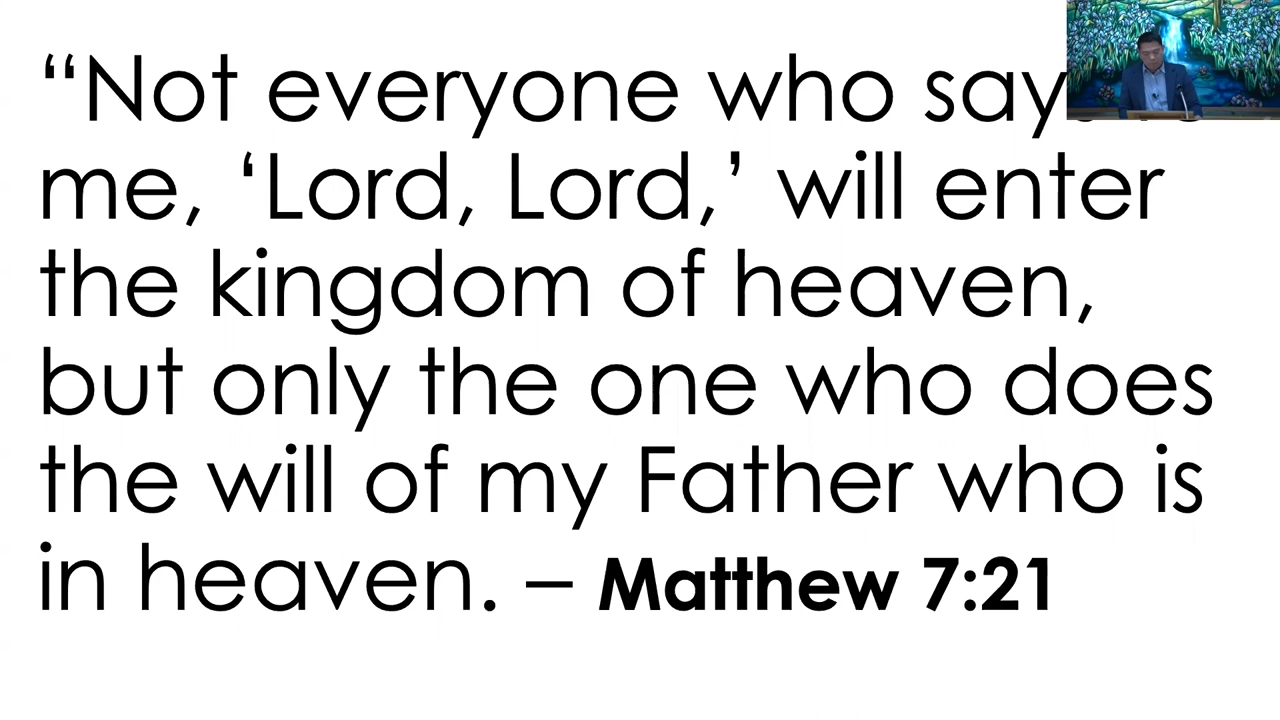 “Not everyone who say
me, ‘Lord, Lord,’ will enter
the kingdom of heaven,
but only the one who does
the will of my Father who is
in heaven. – Matthew 7:21